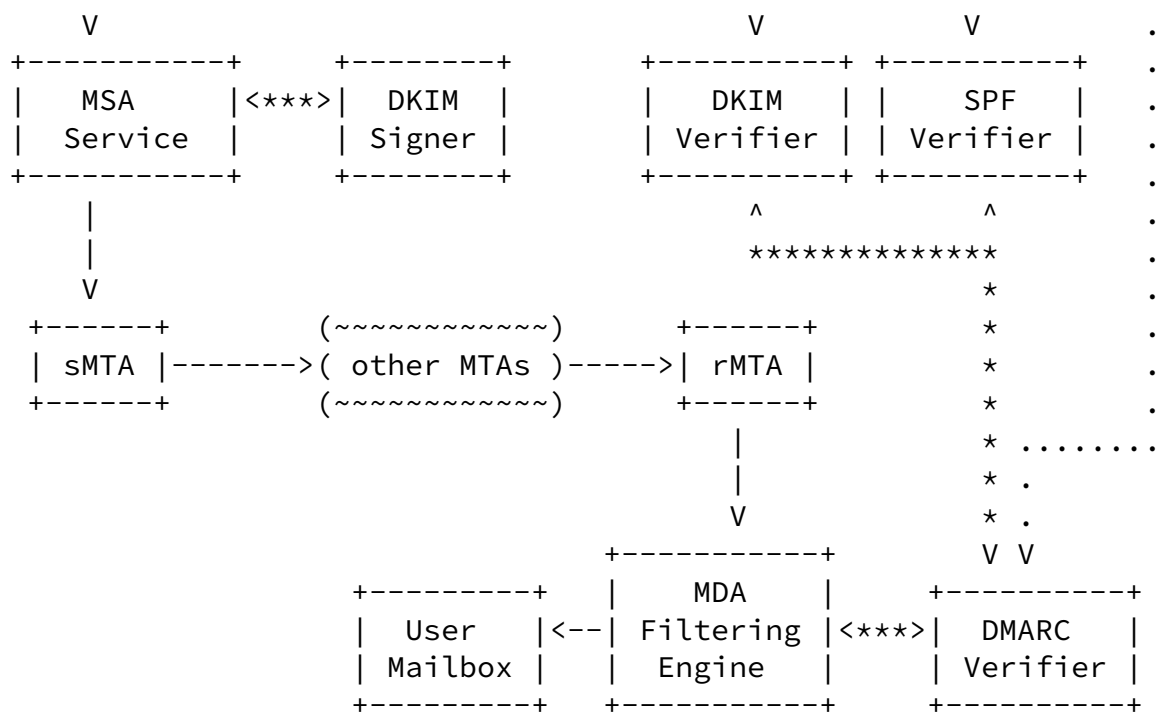 V                                     V            V          .
+-----------+      +--------+       +----------+ +----------+    .
|   MSA     |<***>|  DKIM  |       |   DKIM   | |    SPF   |    .
|  Service  |      | Signer |       | Verifier | | Verifier |    .
+-----------+      +--------+       +----------+ +----------+    .
     |                                     ^            ^          .
     |                                     **************          .
     V                                                  *          .
 +------+        (~~~~~~~~~~~~)      +------+           *          .
 | sMTA |------->( other MTAs )----->| rMTA |           *          .
 +------+        (~~~~~~~~~~~~)      +------+           *          .
                                        |               * ........
                                        |               * .
                                        V               * .
                                 +-----------+          V V
                   +---------+   |    MDA    |     +----------+
                   |  User   |<--| Filtering |<***>|  DMARC   |
                   | Mailbox |   |  Engine   |     | Verifier |
                   +---------+   +-----------+     +----------+